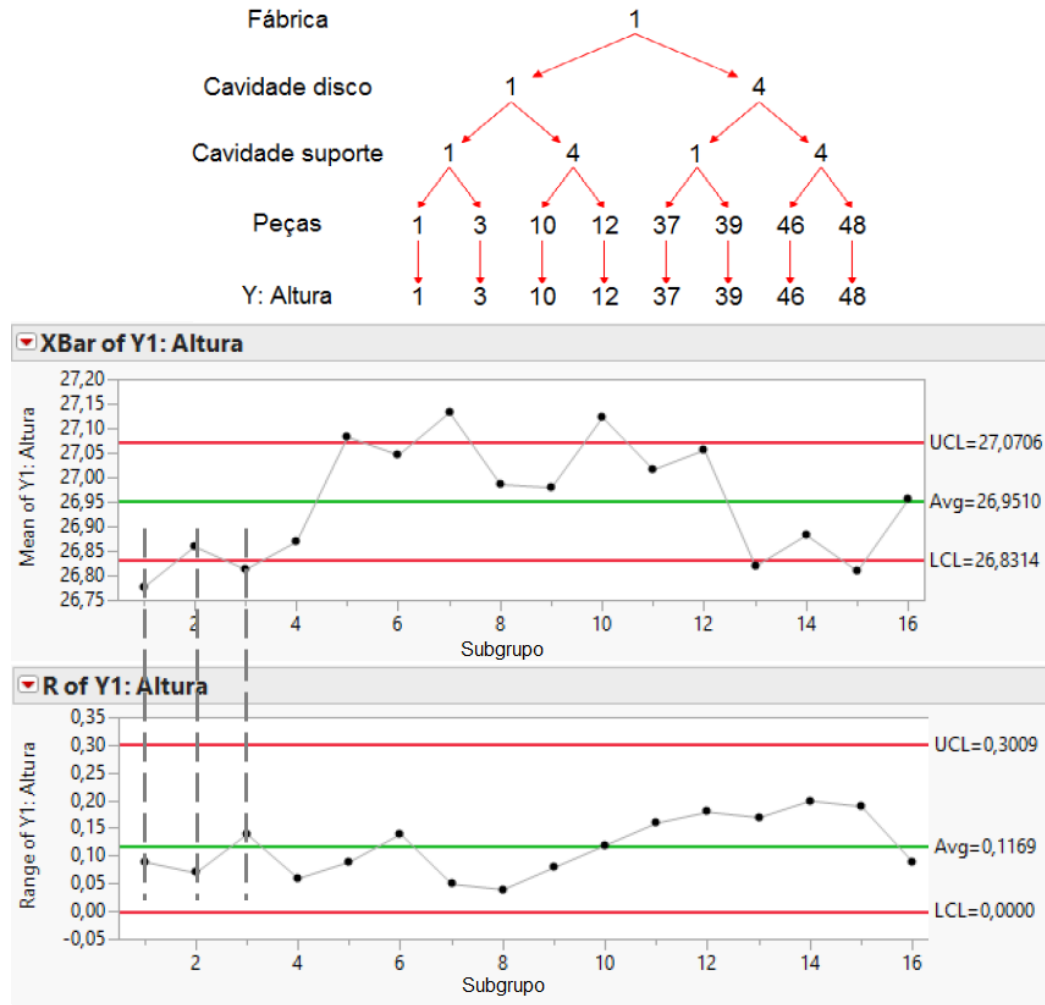 Fábrica 1
Cavidade disco 1 4
Cavidade suporte 1 4 1 4
Peças 1 3 10 12 37 39 46 48
Y: Altura 1 3 10 12 37 39 46 48
XBar of Y1: Altura
Mean of Y1: Altura
27,20
27,15
27,10
27,05
27,00
26,95
26,90
26,85
26,80
26,75
UCL=27,0706
Avg=26,9510
LCL=26,8314
2 4 6 8 10 12 14 16
Subgrupo
R of Y1: Altura
Range of Y1: Altura
0,35
0,30
0,25
0,20
0,15
0,10
0,05
0,00
-0,05
UCL=0,3009
Avg=0,1169
LCL=0,0000
2 4 6 8 10 12 14 16
Subgrupo